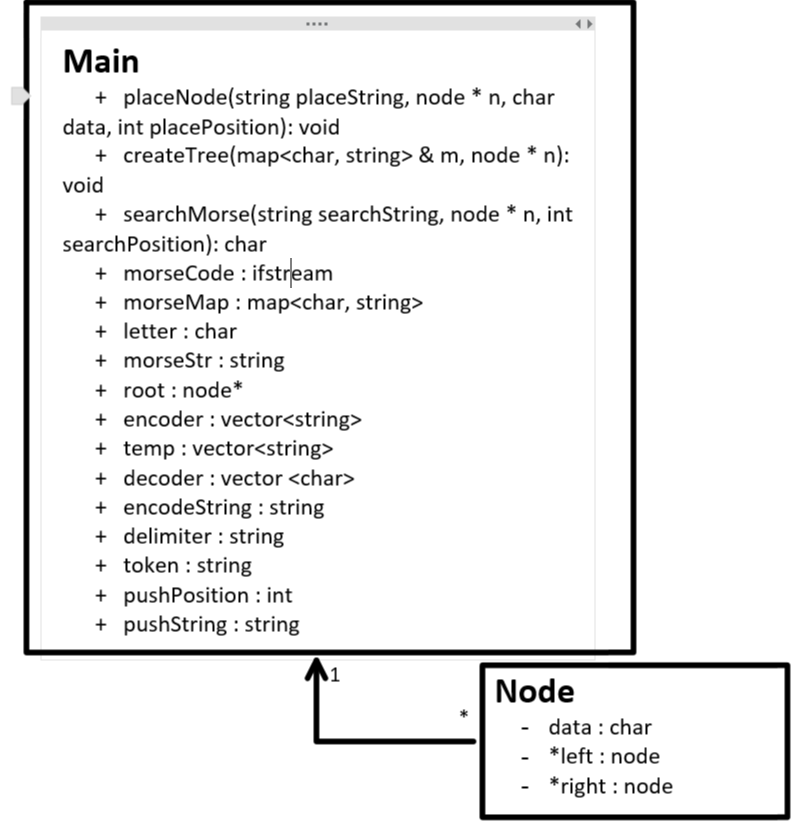 Main
+ placeNode(string placeString, node * n, char
data, int placePosition): void
+ createTree(map<char, string> & m, node * n):
void
+ searchMorse(string searchString, node * n, int
searchPosition): char
+ morseCode : ifstream
+ morseMap : map<char, string>
+ letter : char
+ morseStr : string
+ root : node*
+ encoder : vector<string>
+ temp : vector<string>
+ decoder : vector <char>
+ encodeString : string
+ delimiter : string
+ token : string
+ pushPosition : int
+ pushString : string
1
*
Node
- data : char
- *left : node
- *right : node